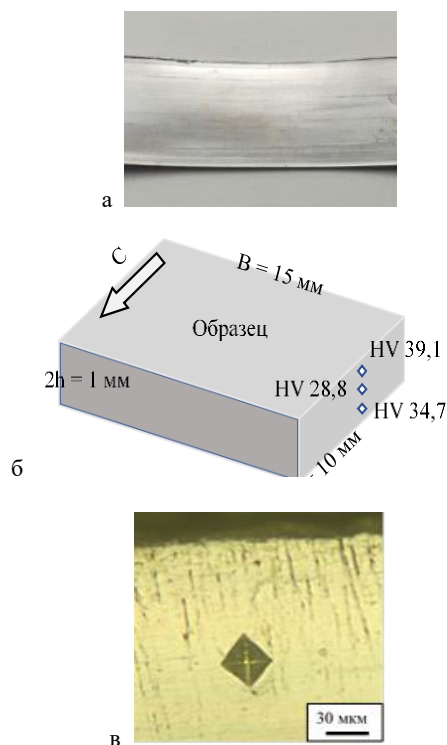 а
С
B = 15 мм
Образец
HV 39,1
2h = 1 мм
HV 28,8
HV 34,7
10 мм
б
30 мкм
в